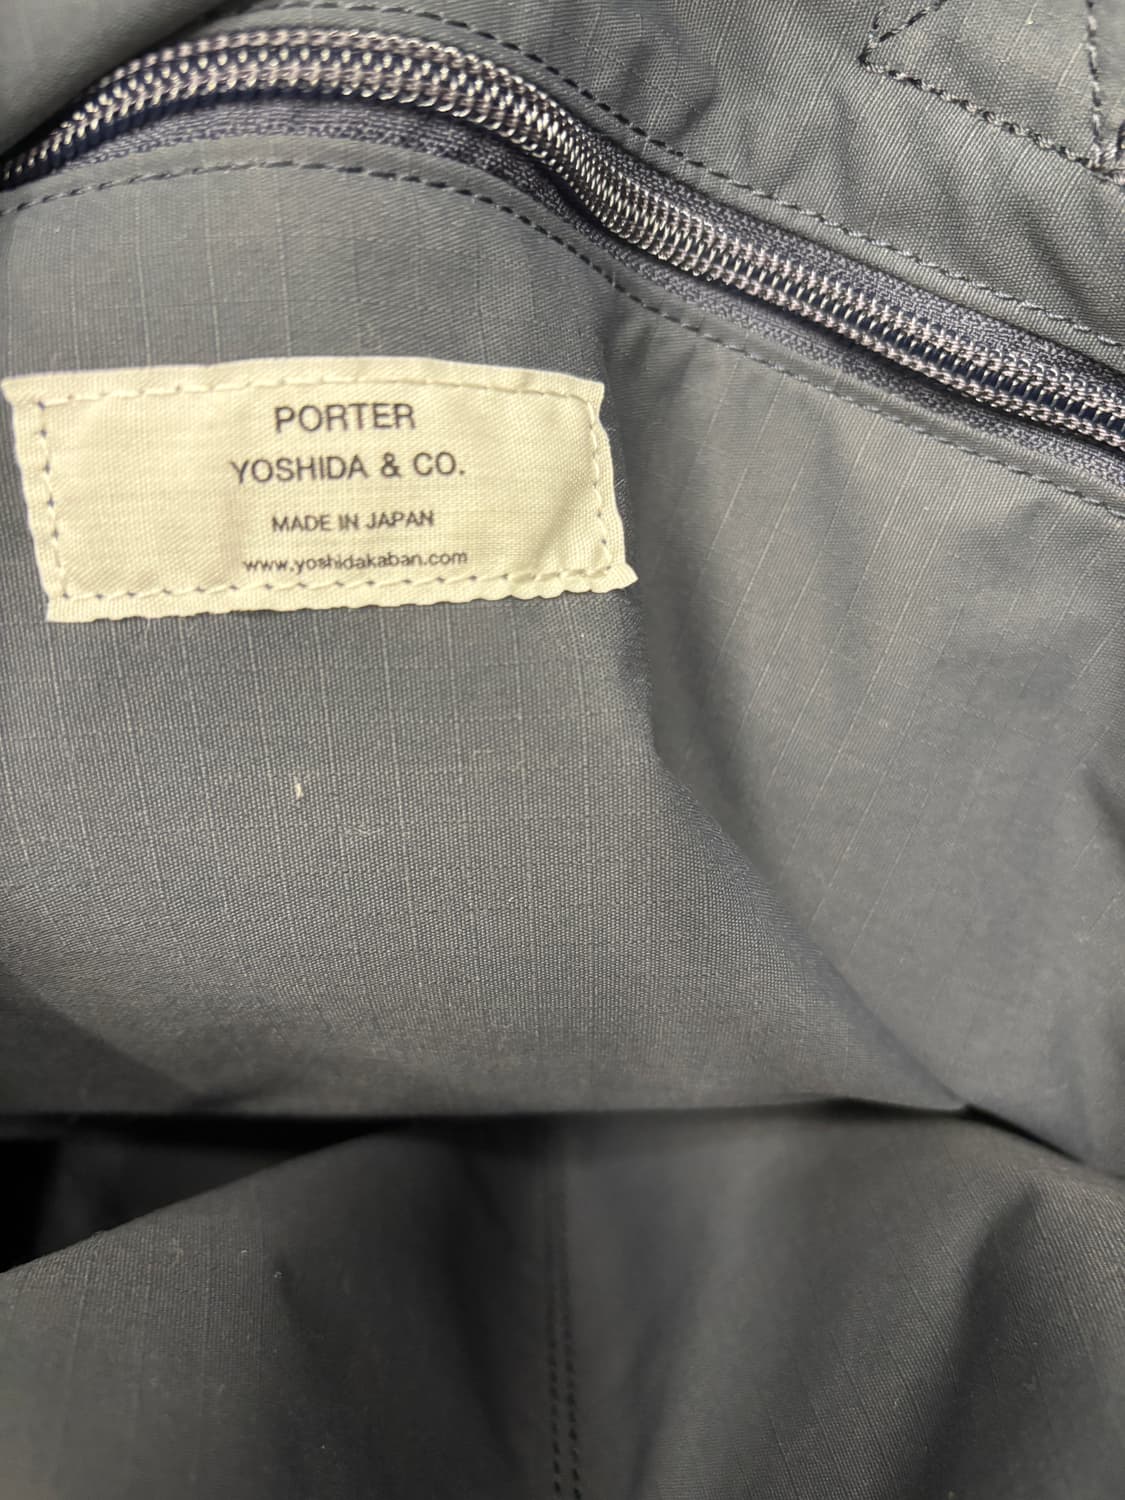 PORTER
YOSHIDA & CO.
MADE IN JAPAN
www.yoshidakaban.com